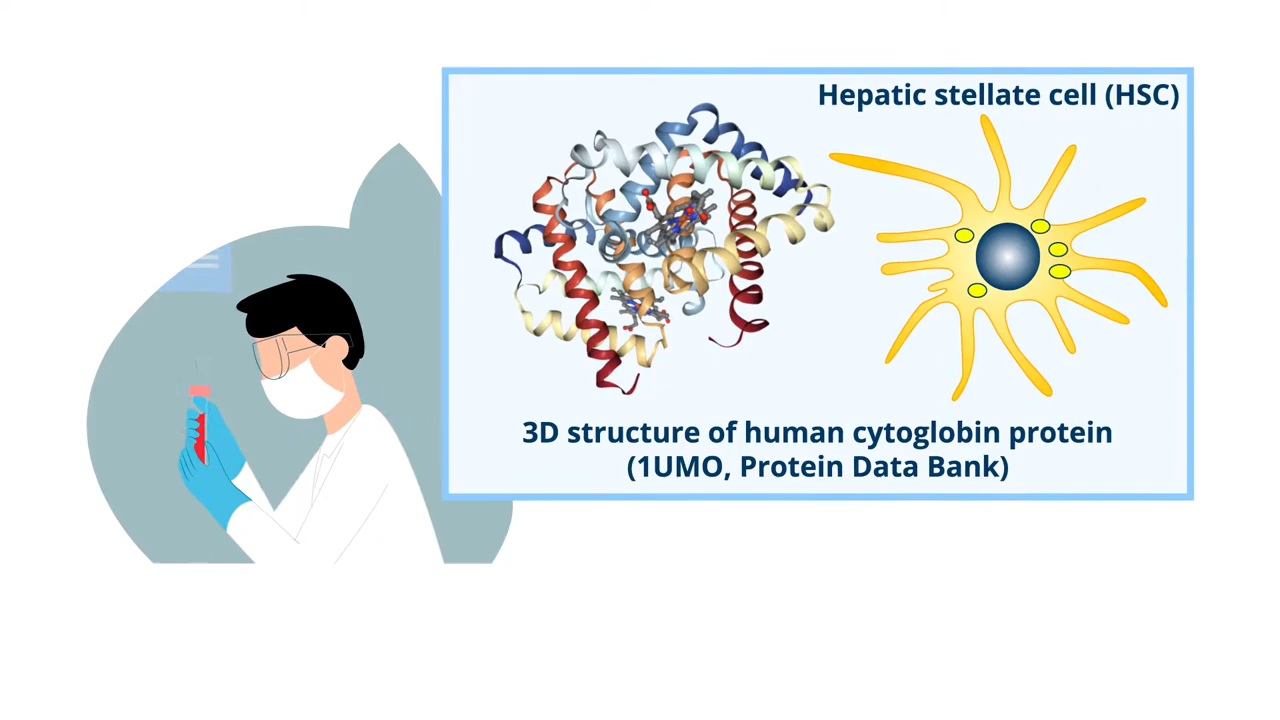 Hepatic stellate cell (HSC)
3D structure of human cytoglobin protein
(1UMO, Protein Data Bank)